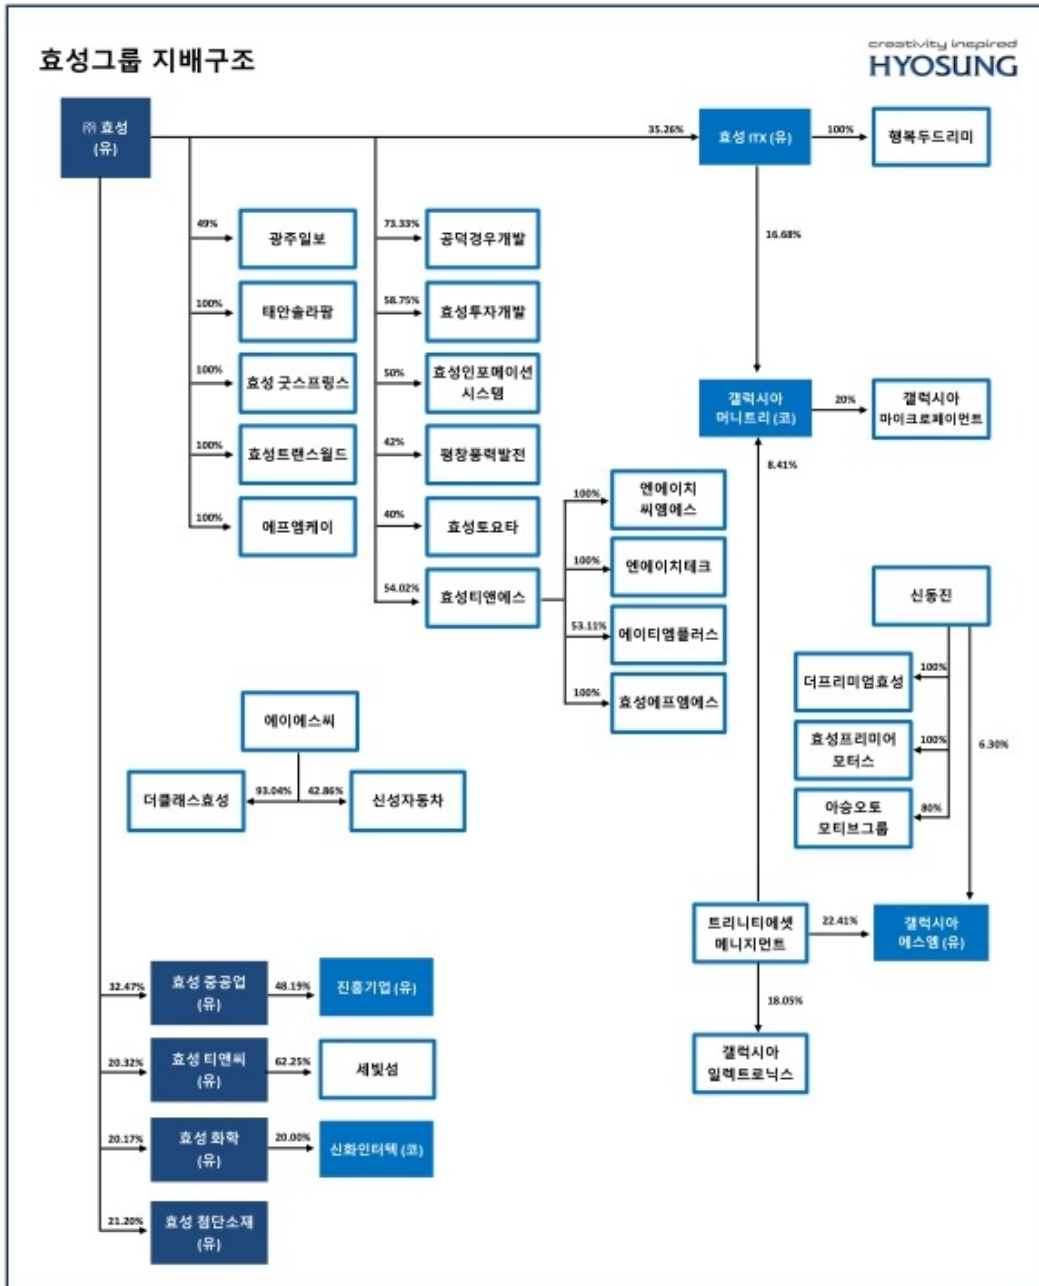 효성그룹 지배구조
creativity inspired
HYOSUNG
㈜ 효성
(유)
35.26%
효성 ITX (유)
100%
행복두드리미
16.68%
49%
광주일보
73.33%
공덕경우개발
100%
태안솔라팜
58.75%
효성투자개발
100%
효성 굿스프링스
50%
효성인포메이션
시스템
갤럭시아
머니트리 (코)
20%
갤럭시아
마이크로페이먼트
100%
효성트랜스월드
42%
평창풍력발전
8.41%
100%
엔에이치
씨엠에스
100%
에프엠케이
40%
효성토요타
100%
엔에이치테크
54.02%
효성티앤에스
신동진
53.11%
에이티엠플러스
100%
더프리미엄효성
100%
효성에프엠에스
에이에스씨
100%
효성프리미어
모터스
6.30%
더클래스효성
93.04%
42.86%
신성자동차
80%
아승오토
모티브그룹
트리니티에셋
메니지먼트
22.41%
갤럭시아
에스엠 (유)
32.47%
효성 중공업
(유)
48.19%
진흥기업 (유)
18.05%
20.32%
효성 티앤씨
(유)
62.25%
세빛섬
갤럭시아
일렉트로닉스
20.17%
효성 화학
(유)
20.00%
신화인터텍 (코)
21.20%
효성 첨단소재
(유)